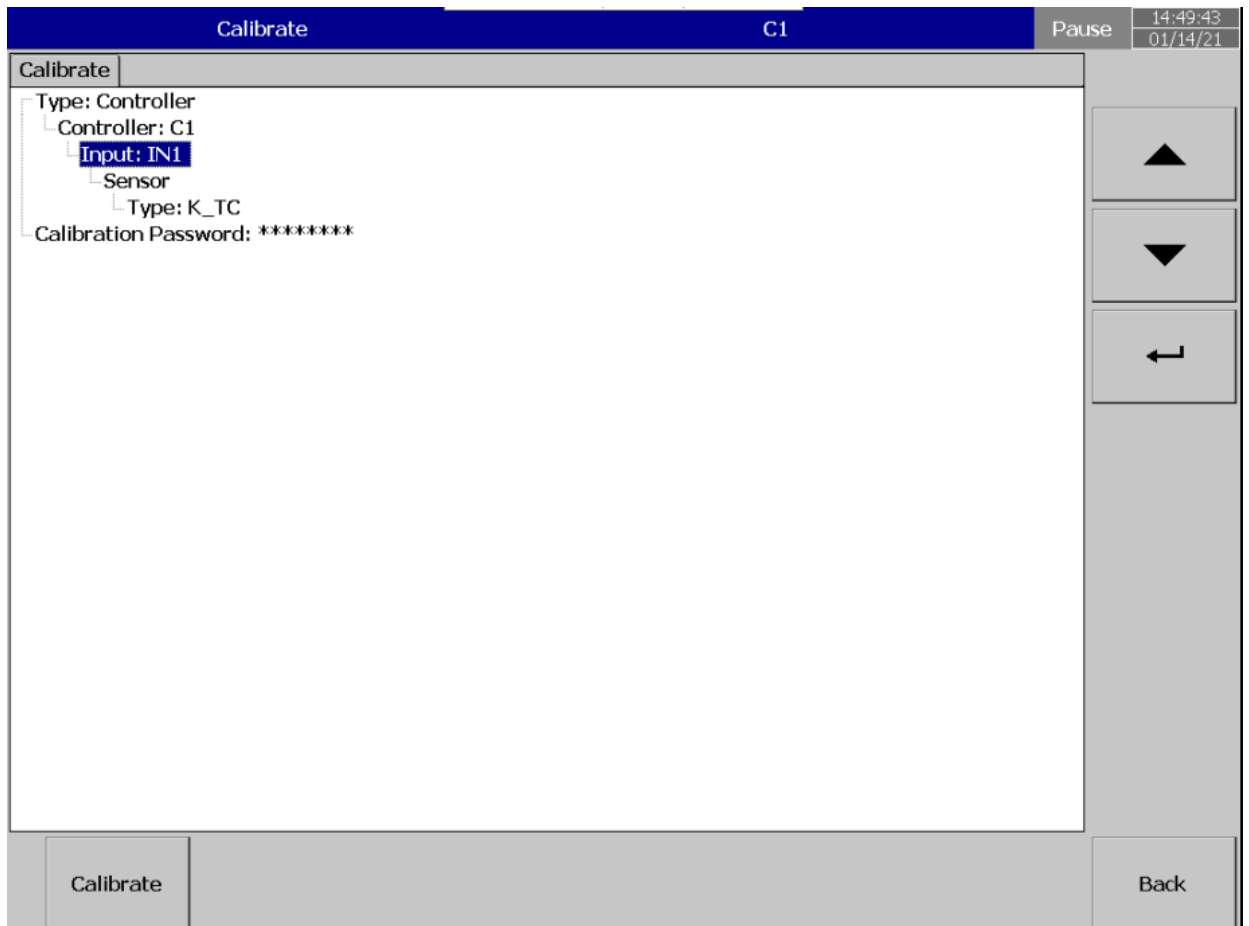 Calibrate C1 Pause 14:49:43
01/14/21
Calibrate
Type: Controller
Controller: C1
Input: IN1
Sensor
Type: K_TC
Calibration Password: ********
Calibrate Back